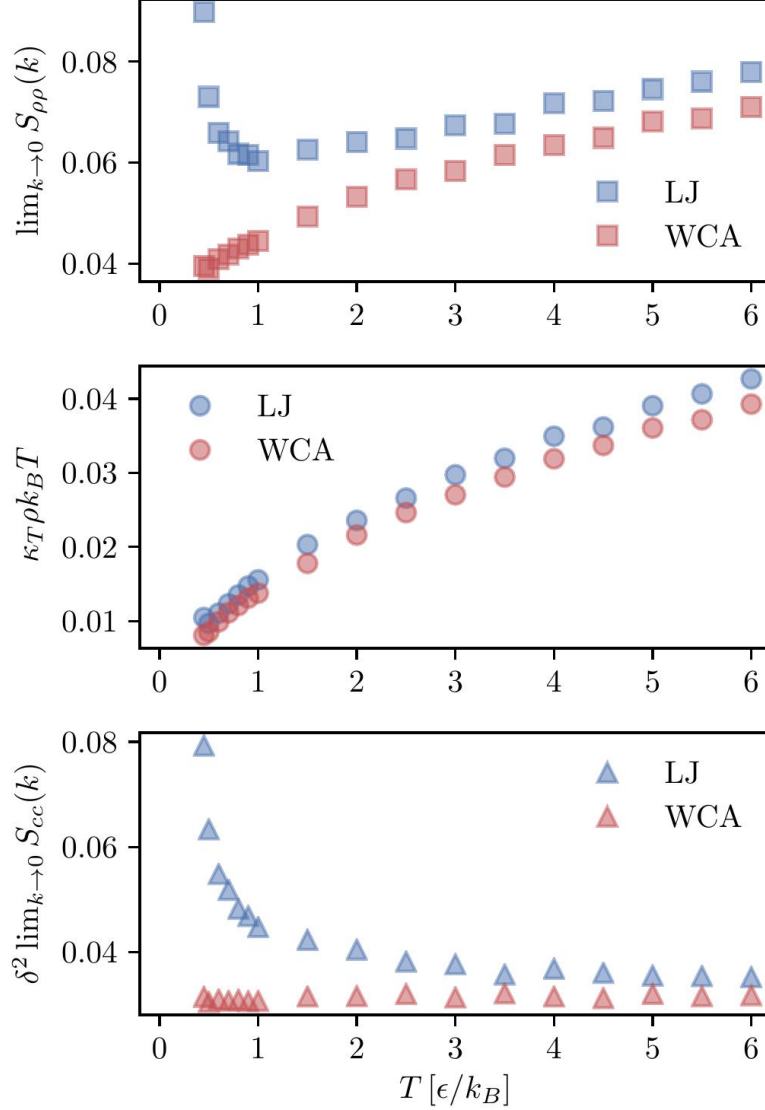 0.08
0.06
0.04
lim_{k→0} S_{ρρ}(k)
LJ
WCA
0 1 2 3 4 5 6
0.04
0.03
0.02
0.01
κ_T ρk_B T
LJ
WCA
0 1 2 3 4 5 6
0.08
0.06
0.04
δ² lim_{k→0} S_{cc}(k)
LJ
WCA
0 1 2 3 4 5 6
T [ϵ/k_B]